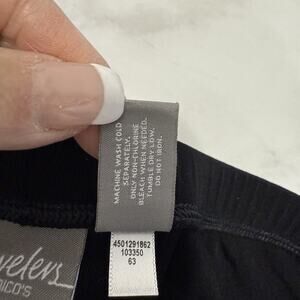 MACHINE WASH COLD
SEPARATELY.
ONLY NON-CHLORINE
BLEACH WHEN NEEDED.
TUMBLE DRY LOW.
DO NOT IRON.
4501291862
103350
63
velers
ICO'S